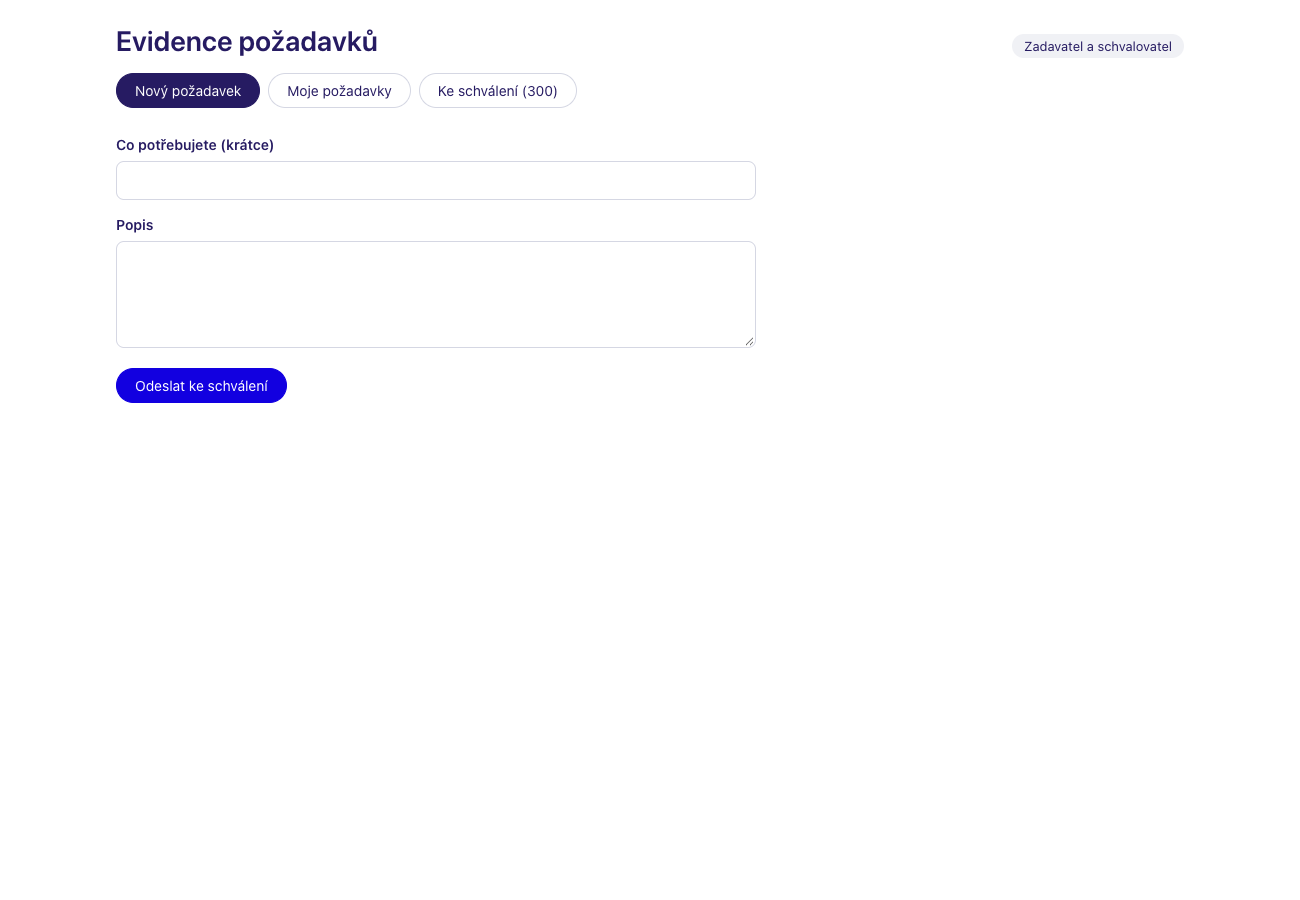 Evidence požadavků
Zadavatel a schvalovatel
Nový požadavek
Moje požadavky
Ke schválení (300)
Co potřebujete (krátce)
Popis
Odeslat ke schválení